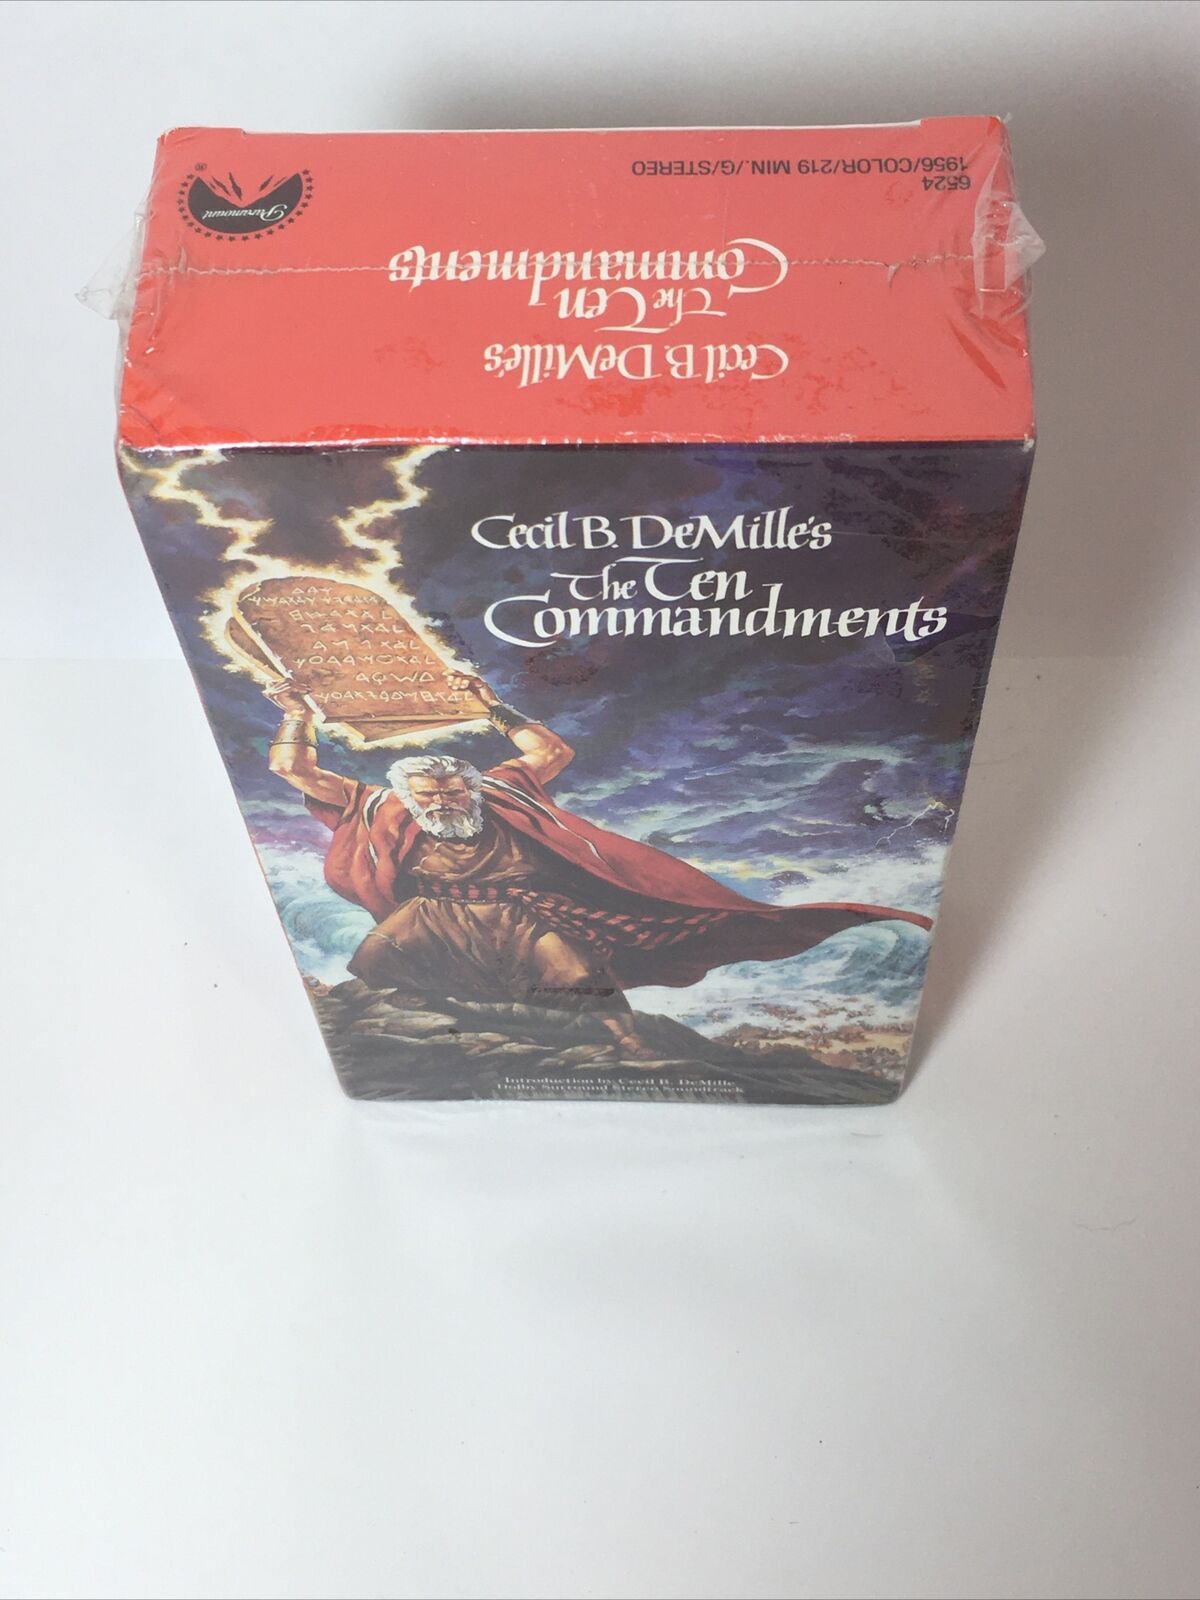 6524
1956/COLOR/219 MIN./G/STEREO
Paramount
®
Cecil B. DeMille's
The Ten
Commandments
Cecil B. DeMille's
The Ten
Commandments
Introduction by Cecil B. DeMille
Dolby Surround Stereo Soundtrack